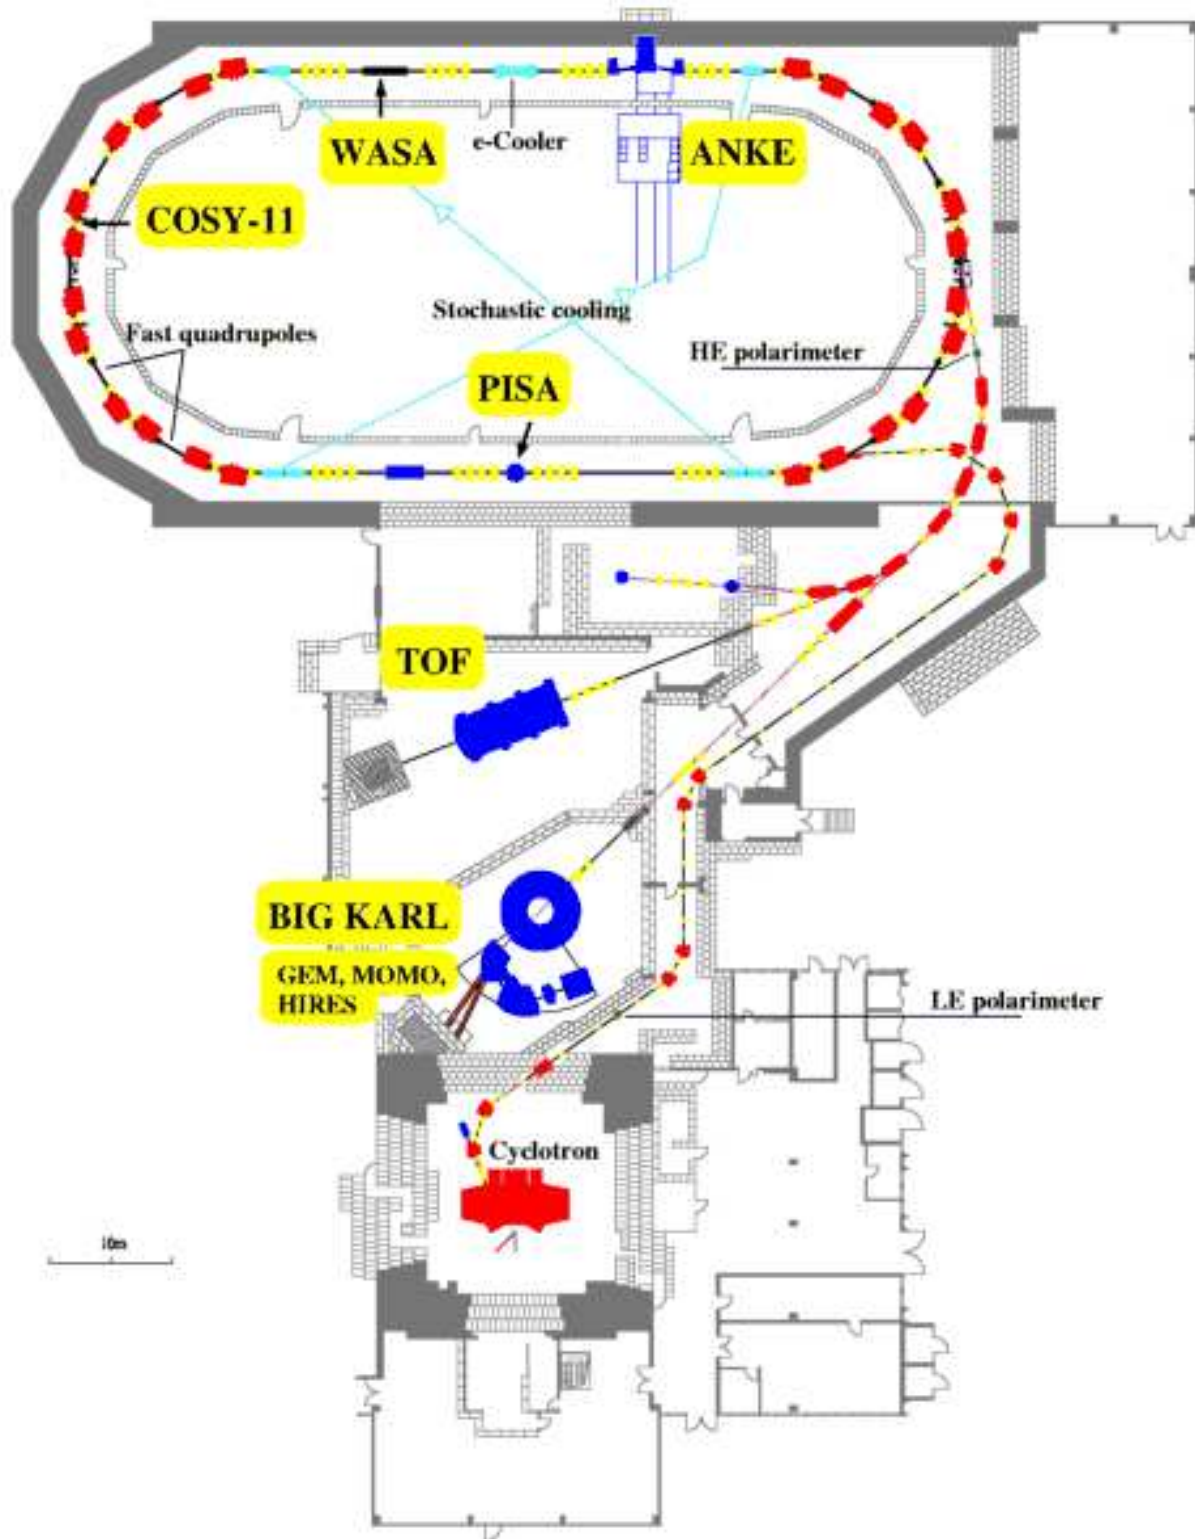 WASA
e-Cooler
ANKE
COSY-11
Stochastic cooling
Fast quadrupoles
HE polarimeter
PISA
TOF
BIG KARL
GEM, MOMO,
HIRES
LE polarimeter
Cyclotron
10m